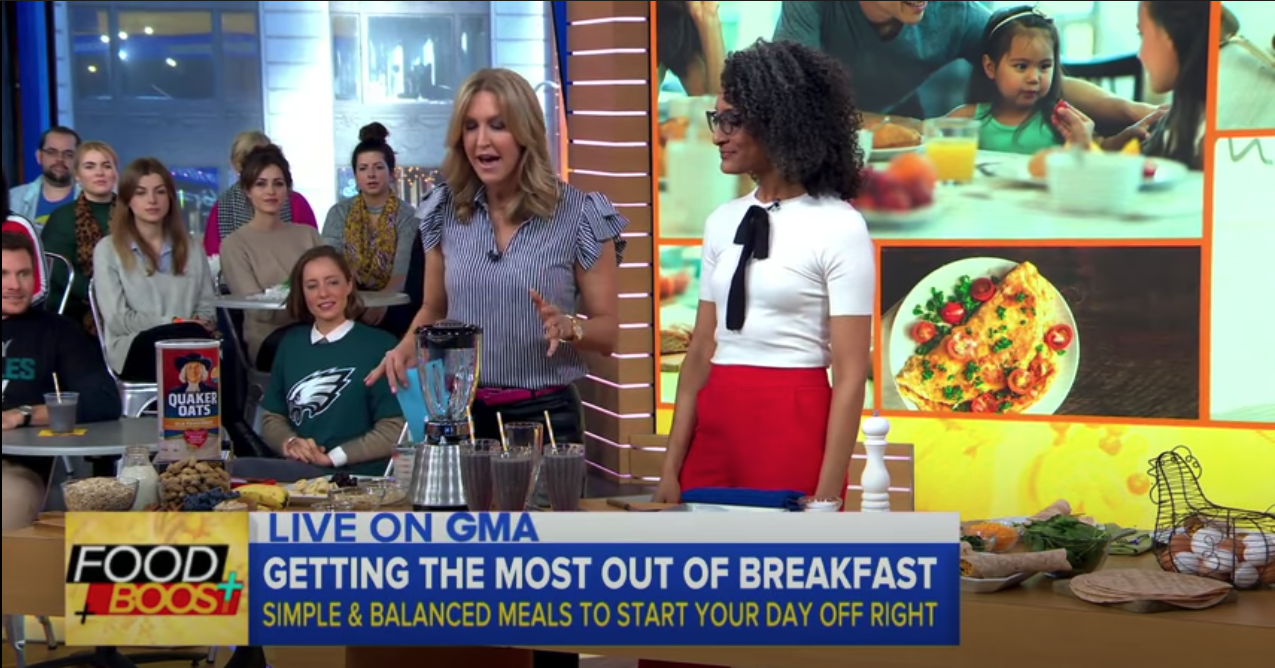 LES
QUAKER
OATS
LIVE ON GMA
FOOD
BOOST
GETTING THE MOST OUT OF BREAKFAST
SIMPLE & BALANCED MEALS TO START YOUR DAY OFF RIGHT